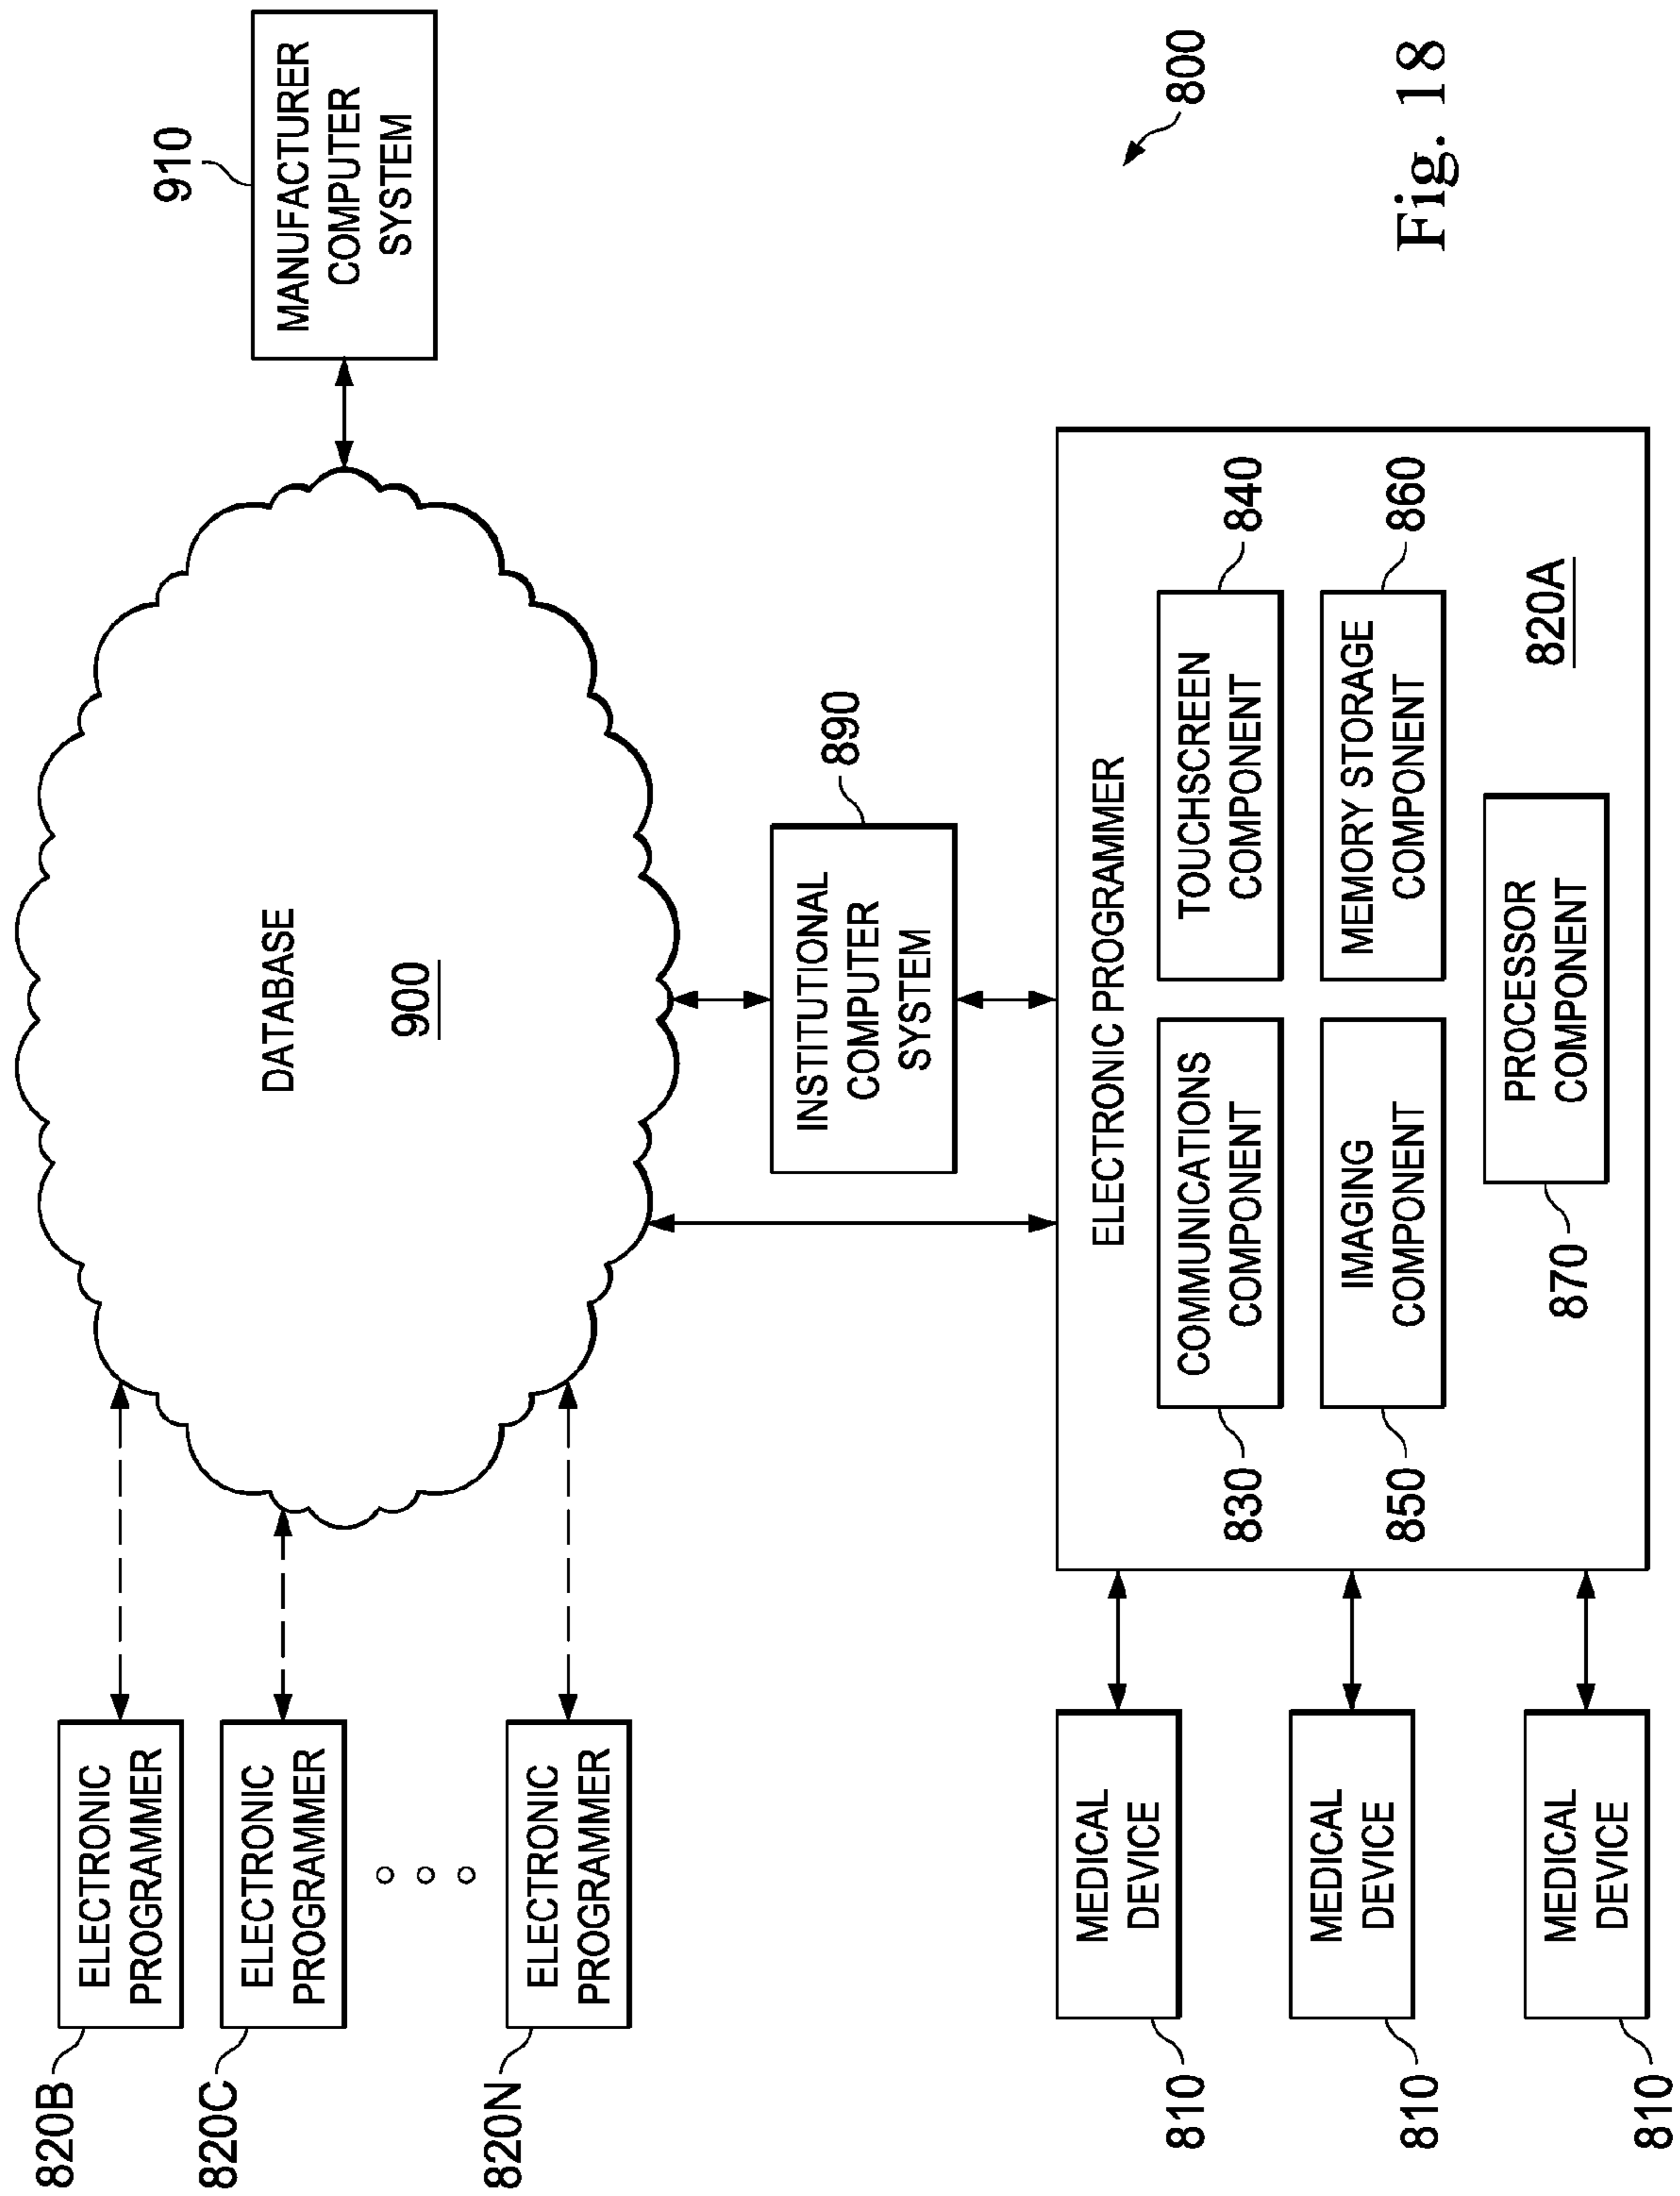 820B
ELECTRONIC
PROGRAMMER
820C
ELECTRONIC
PROGRAMMER
820N
ELECTRONIC
PROGRAMMER
DATABASE
900
910
MANUFACTURER
COMPUTER
SYSTEM
INSTITUTIONAL
COMPUTER
SYSTEM
890
810
MEDICAL
DEVICE
810
MEDICAL
DEVICE
810
MEDICAL
DEVICE
ELECTRONIC PROGRAMMER
830
COMMUNICATIONS
COMPONENT
TOUCHSCREEN
COMPONENT
840
850
IMAGING
COMPONENT
MEMORY STORAGE
COMPONENT
860
870
PROCESSOR
COMPONENT
820A
800
Fig. 18